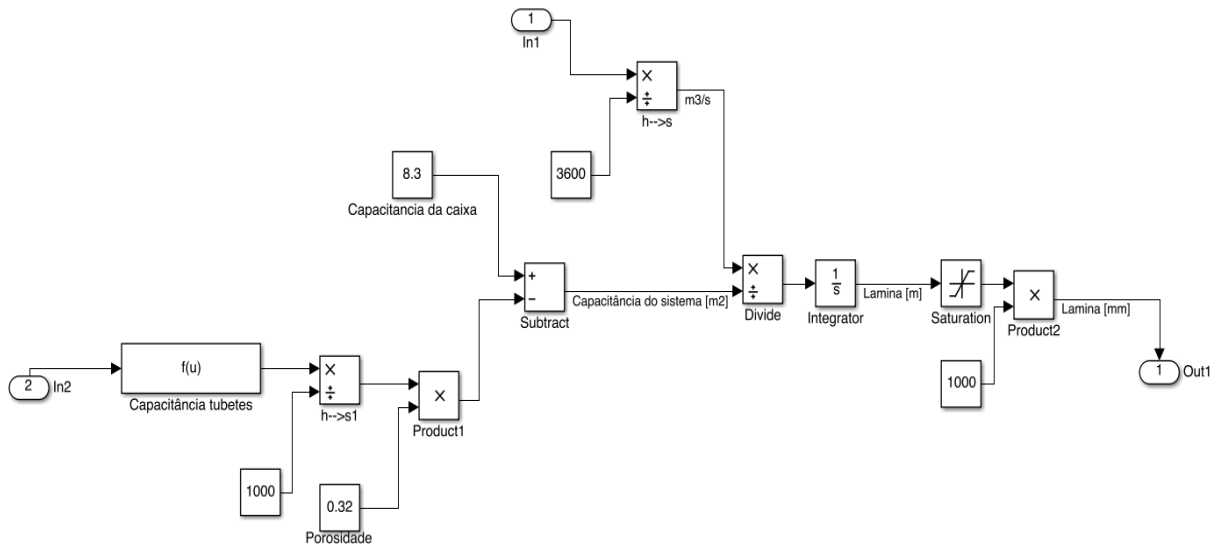 1
In1
×
÷
m3/s
h-->s
8.3
3600
Capacitancia da caixa
+
−
Capacitância do sistema [m2]
Subtract
×
÷
Divide
1
s
Integrator
Lamina [m]
Saturation
×
Lamina [mm]
Product2
f(u)
2
In2
Capacitância tubetes
×
÷
h-->s1
×
Product1
1000
1
Out1
1000
0.32
Porosidade